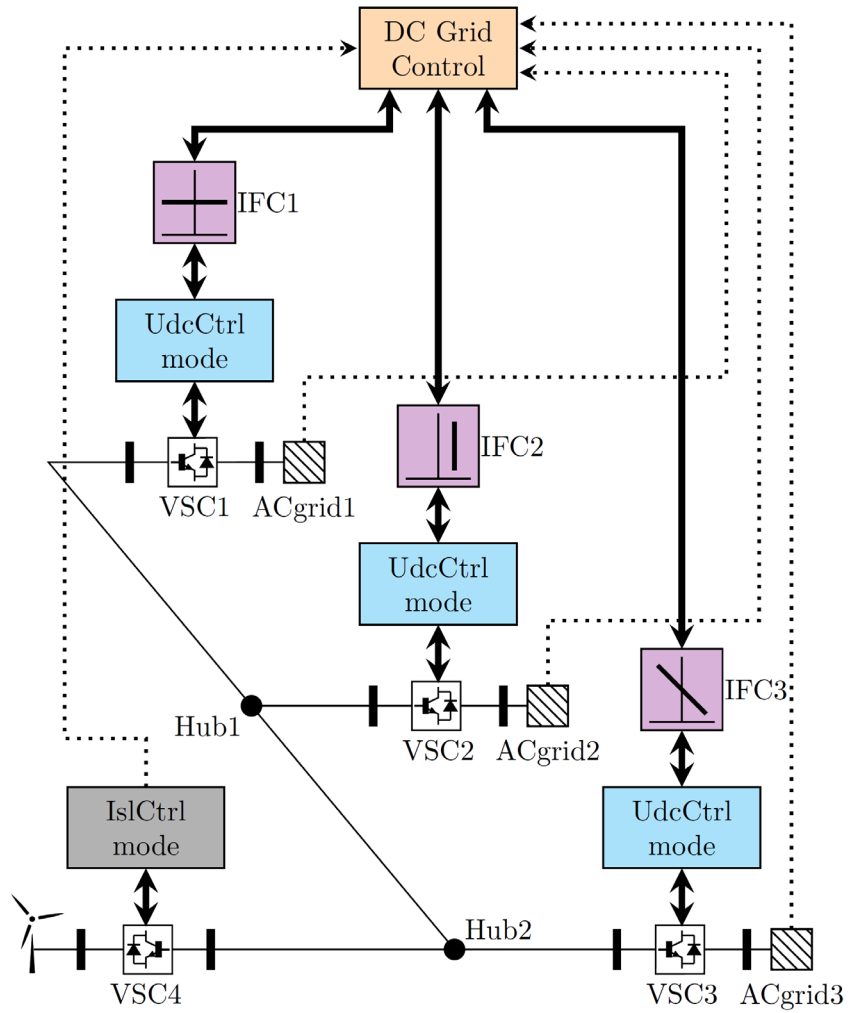 DC Grid
Control
IFC1
UdcCtrl
mode
VSC1
ACgrid1
IFC2
UdcCtrl
mode
VSC2
ACgrid2
Hub1
IFC3
IslCtrl
mode
UdcCtrl
mode
Hub2
VSC4
VSC3
ACgrid3